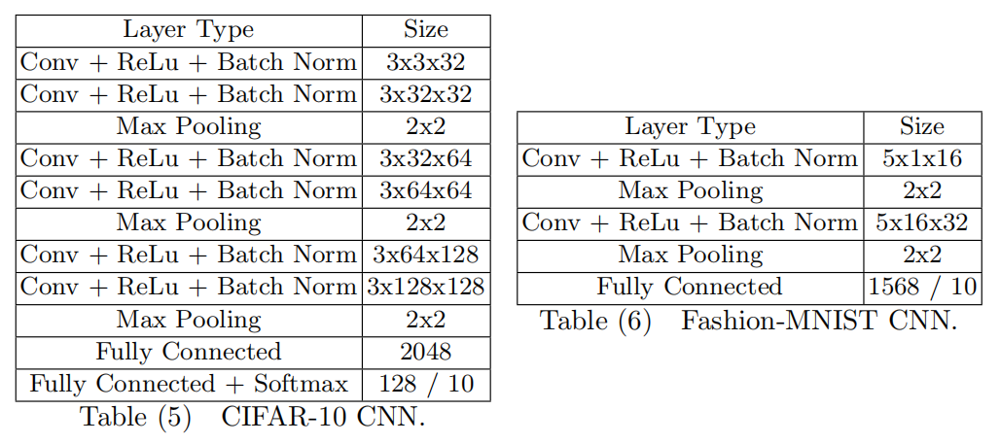 Layer Type Size
Conv + ReLu + Batch Norm 3x3x32
Conv + ReLu + Batch Norm 3x32x32
Max Pooling 2x2
Conv + ReLu + Batch Norm 3x32x64
Conv + ReLu + Batch Norm 3x64x64
Max Pooling 2x2
Conv + ReLu + Batch Norm 3x64x128
Conv + ReLu + Batch Norm 3x128x128
Max Pooling 2x2
Fully Connected 2048
Fully Connected + Softmax 128 / 10
Table (5) CIFAR-10 CNN.
Layer Type Size
Conv + ReLu + Batch Norm 5x1x16
Max Pooling 2x2
Conv + ReLu + Batch Norm 5x16x32
Max Pooling 2x2
Fully Connected 1568 / 10
Table (6) Fashion-MNIST CNN.